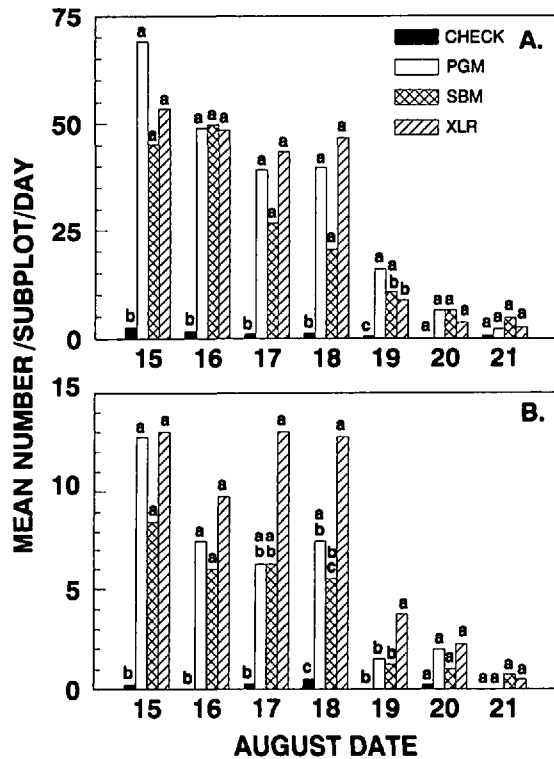 MEAN NUMBER/SUBPLOT/DAY
A.
CHECK
PGM
SBM
XLR
75
50
25
0
b a a a
b a a a
b a a a
b a a a
c a a b b b
a a a a
a a a a
15 16 17 18 19 20 21
B.
15
10
5
0
b a a a
b a a a
b a b a b a
c a b b c a
b b b a
a a a a
a a a a
15 16 17 18 19 20 21
AUGUST DATE